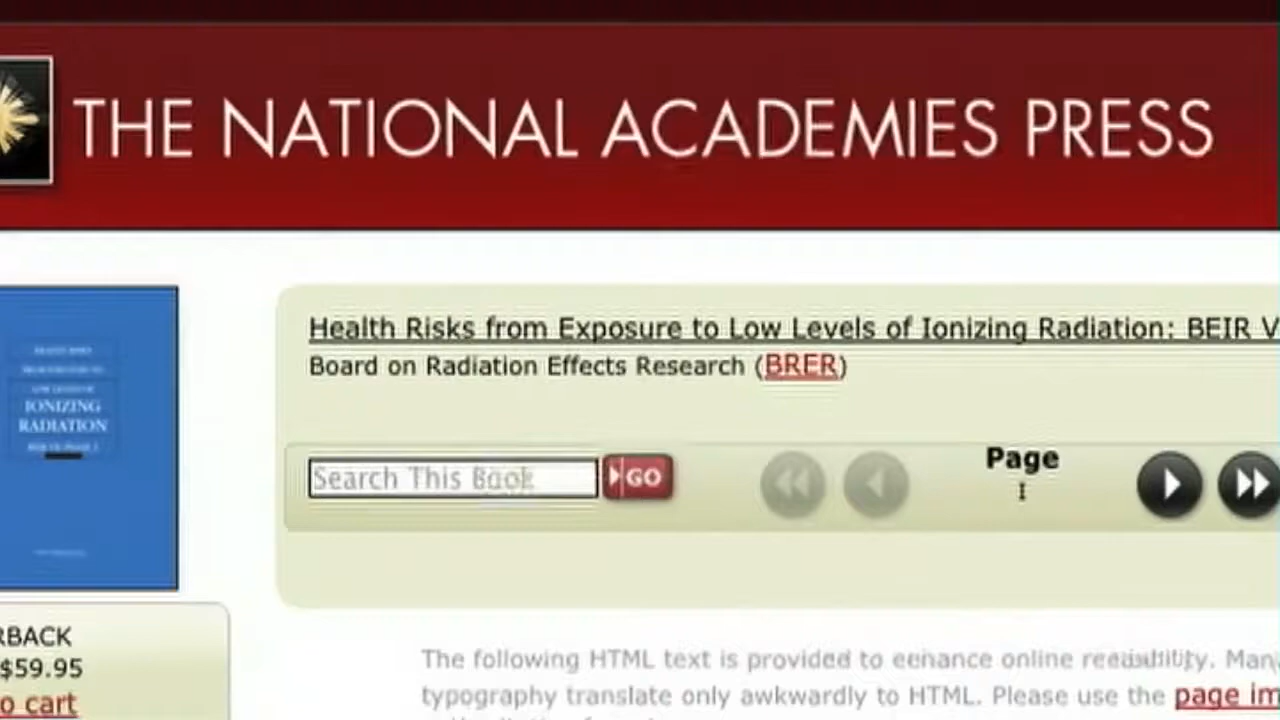 THE NATIONAL ACADEMIES PRESS
Health Risks from Exposure to Low Levels of Ionizing Radiation: BEIR V
Board on Radiation Effects Research (BRER)
IONIZING
RADIATION
Search This Book
GO
Page
I
RBACK
$59.95
o cart
The following HTML text is provided to enhance online readability. Man
typography translate only awkwardly to HTML. Please use the page im